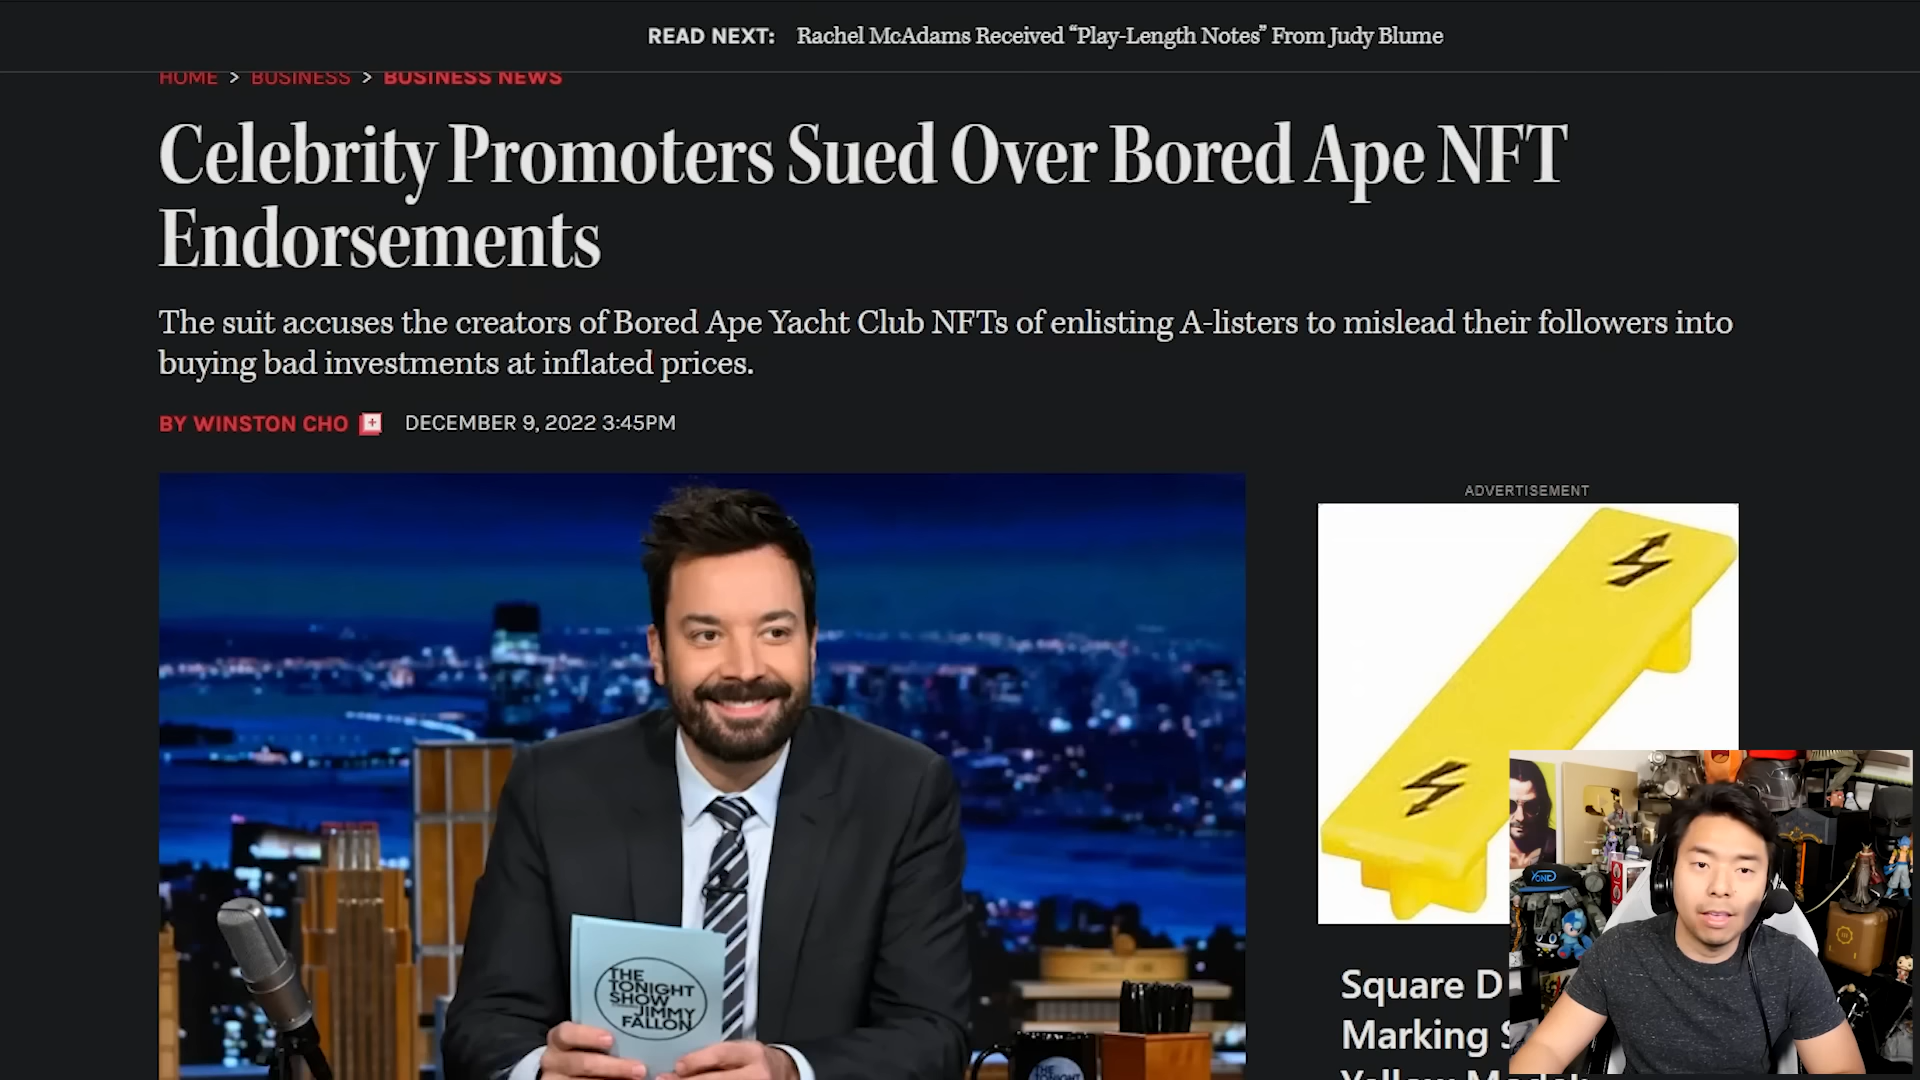 READ NEXT: Rachel McAdams Received “Play-Length Notes” From Judy Blume
HOME > BUSINESS > BUSINESS NEWS
Celebrity Promoters Sued Over Bored Ape NFT
Endorsements
The suit accuses the creators of Bored Ape Yacht Club NFTs of enlisting A-listers to mislead their followers into
buying bad investments at inflated prices.
BY WINSTON CHO DECEMBER 9, 2022 3:45PM
ADVERTISEMENT
THE
TONIGHT
SHOW
JIMMY
FALLON
THE
TONIGHT
Square D
Marking